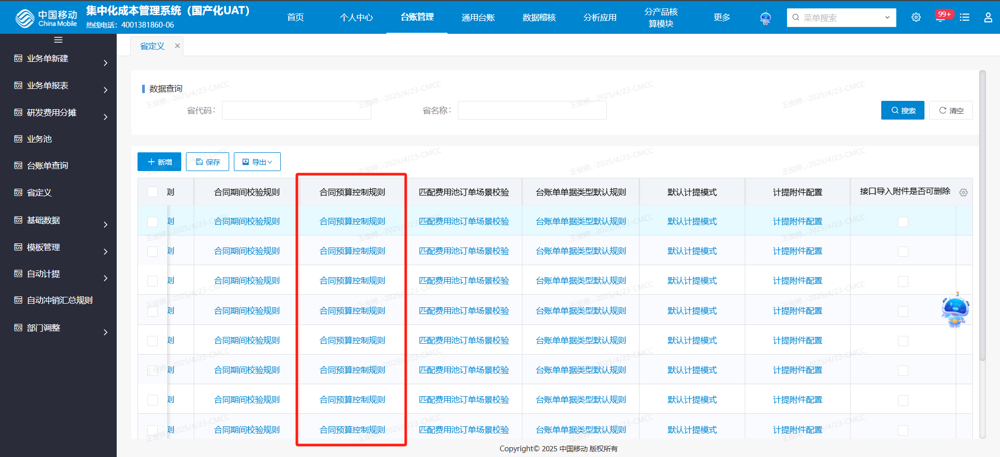 中国移动
China Mobile
集中化成本管理系统（国产化UAT）
热线电话：4001381860-06
首页
个人中心
台账管理
通用台账
数据稽核
分析应用
分产品核
算模块
更多
菜单搜索
99+
业务单新建
业务单报表
研发费用分摊
业务池
台账单查询
省定义
基础数据
模板管理
自动计提
自动冲销汇总规则
部门调整
省定义
数据查询
省代码：
省名称：
搜索
清空
新增
保存
导出
则 合同期间校验规则 合同预算控制规则 匹配费用池订单场景校验 台账单单据类型默认规则 默认计提模式 计提附件配置 接口导入附件是否可删除
则 合同期间校验规则 合同预算控制规则 匹配费用池订单场景校验 台账单单据类型默认规则 默认计提模式 计提附件配置
则 合同期间校验规则 合同预算控制规则 匹配费用池订单场景校验 台账单单据类型默认规则 默认计提模式 计提附件配置
则 合同期间校验规则 合同预算控制规则 匹配费用池订单场景校验 台账单单据类型默认规则 默认计提模式 计提附件配置
则 合同期间校验规则 合同预算控制规则 匹配费用池订单场景校验 台账单单据类型默认规则 默认计提模式 计提附件配置
则 合同期间校验规则 合同预算控制规则 匹配费用池订单场景校验 台账单单据类型默认规则 默认计提模式 计提附件配置
则 合同期间校验规则 合同预算控制规则 匹配费用池订单场景校验 台账单单据类型默认规则 默认计提模式 计提附件配置
则 合同期间校验规则 合同预算控制规则 匹配费用池订单场景校验 台账单单据类型默认规则 默认计提模式 计提附件配置
则 合同期间校验规则 合同预算控制规则 匹配费用池订单场景校验 台账单单据类型默认规则 默认计提模式 计提附件配置
王俊婷_-2025/4/23-CMCC
Copyright© 2025 中国移动 版权所有